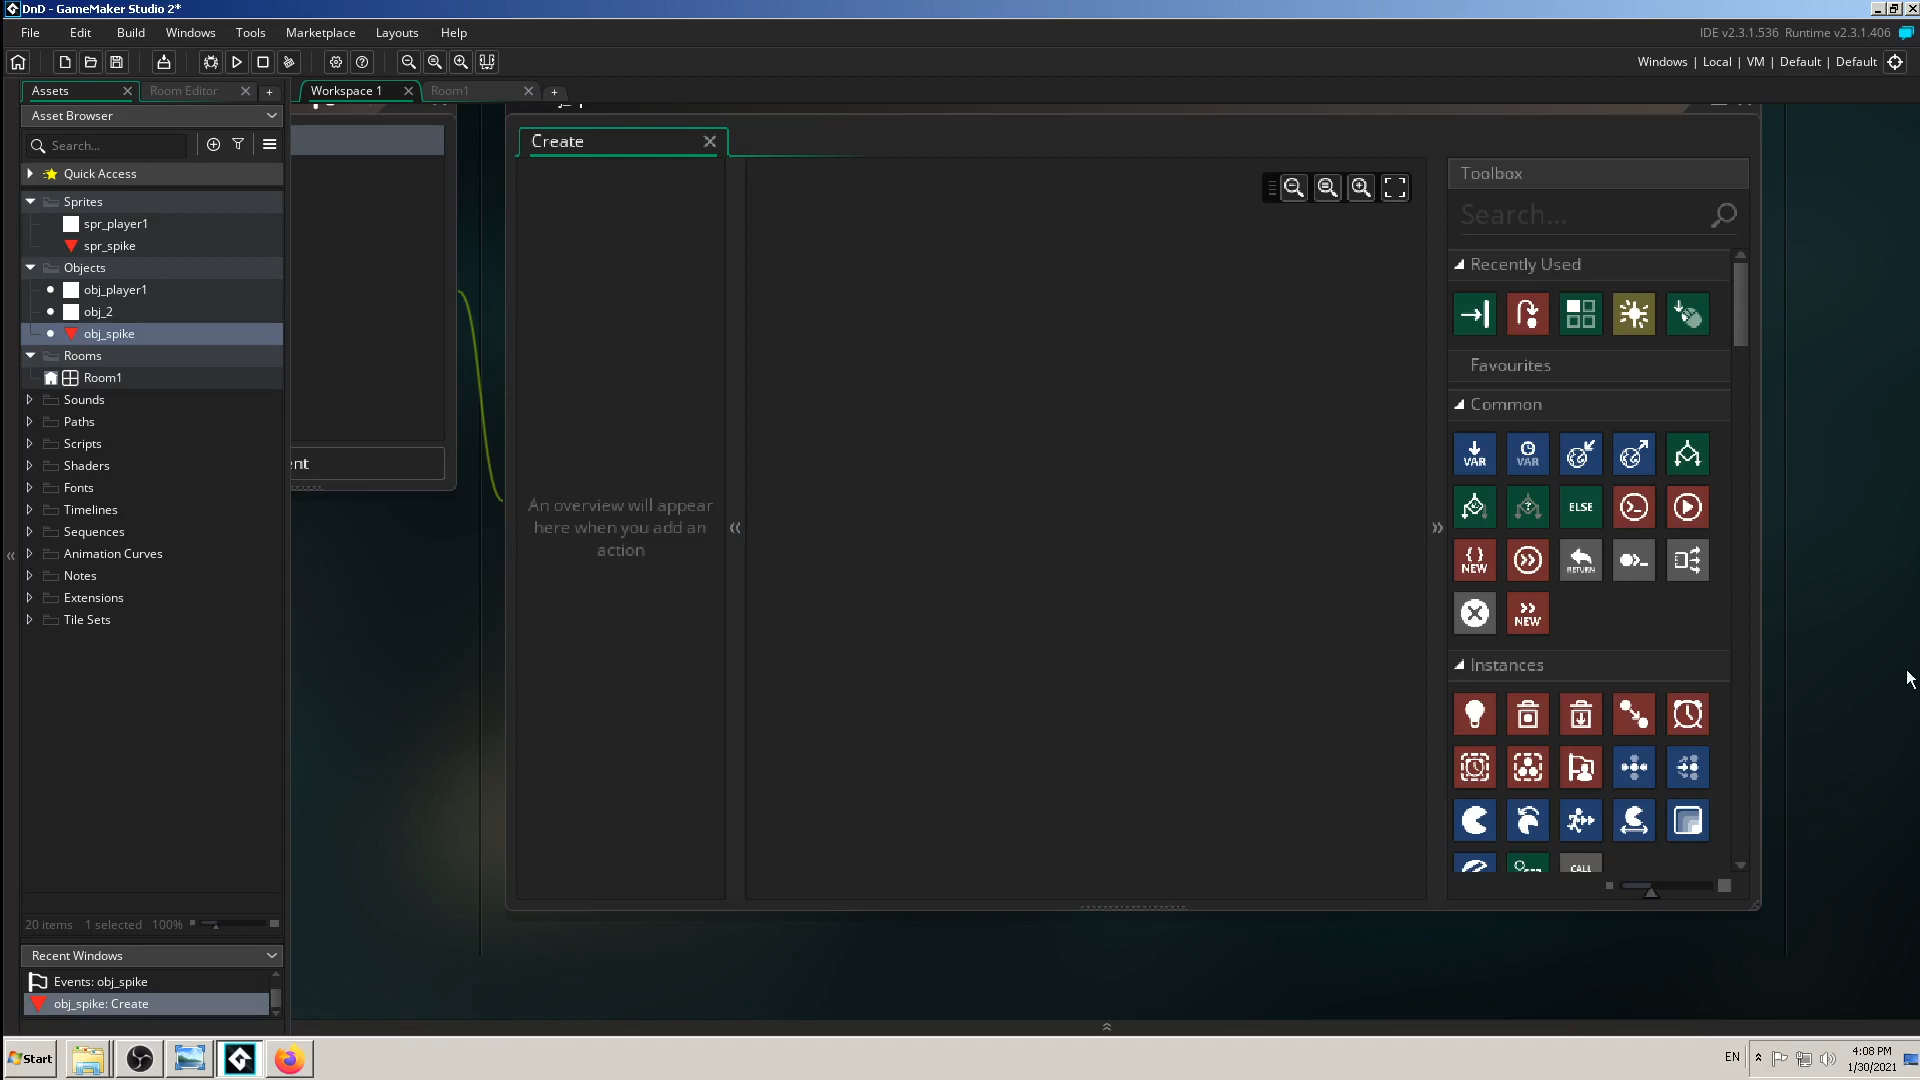 DnD - GameMaker Studio 2*
File Edit Build Windows Tools Marketplace Layouts Help
IDE v2.3.1.536 Runtime v2.3.1.406
Windows | Local | VM | Default | Default
Assets
Room Editor
Workspace 1
Room1
Asset Browser
Search...
Quick Access
Sprites
spr_player1
spr_spike
Objects
obj_player1
obj_2
obj_spike
Rooms
Room1
Sounds
Paths
Scripts
Shaders
Fonts
Timelines
Sequences
Animation Curves
Notes
Extensions
Tile Sets
20 items 1 selected 100%
Recent Windows
Events: obj_spike
obj_spike: Create
ent
Create
An overview will appear
here when you add an
action
Toolbox
Search...
Recently Used
Favourites
Common
VAR
VAR
ELSE
NEW
RETURN
NEW
Instances
CALL
Start
EN
4:08 PM
1/30/2021